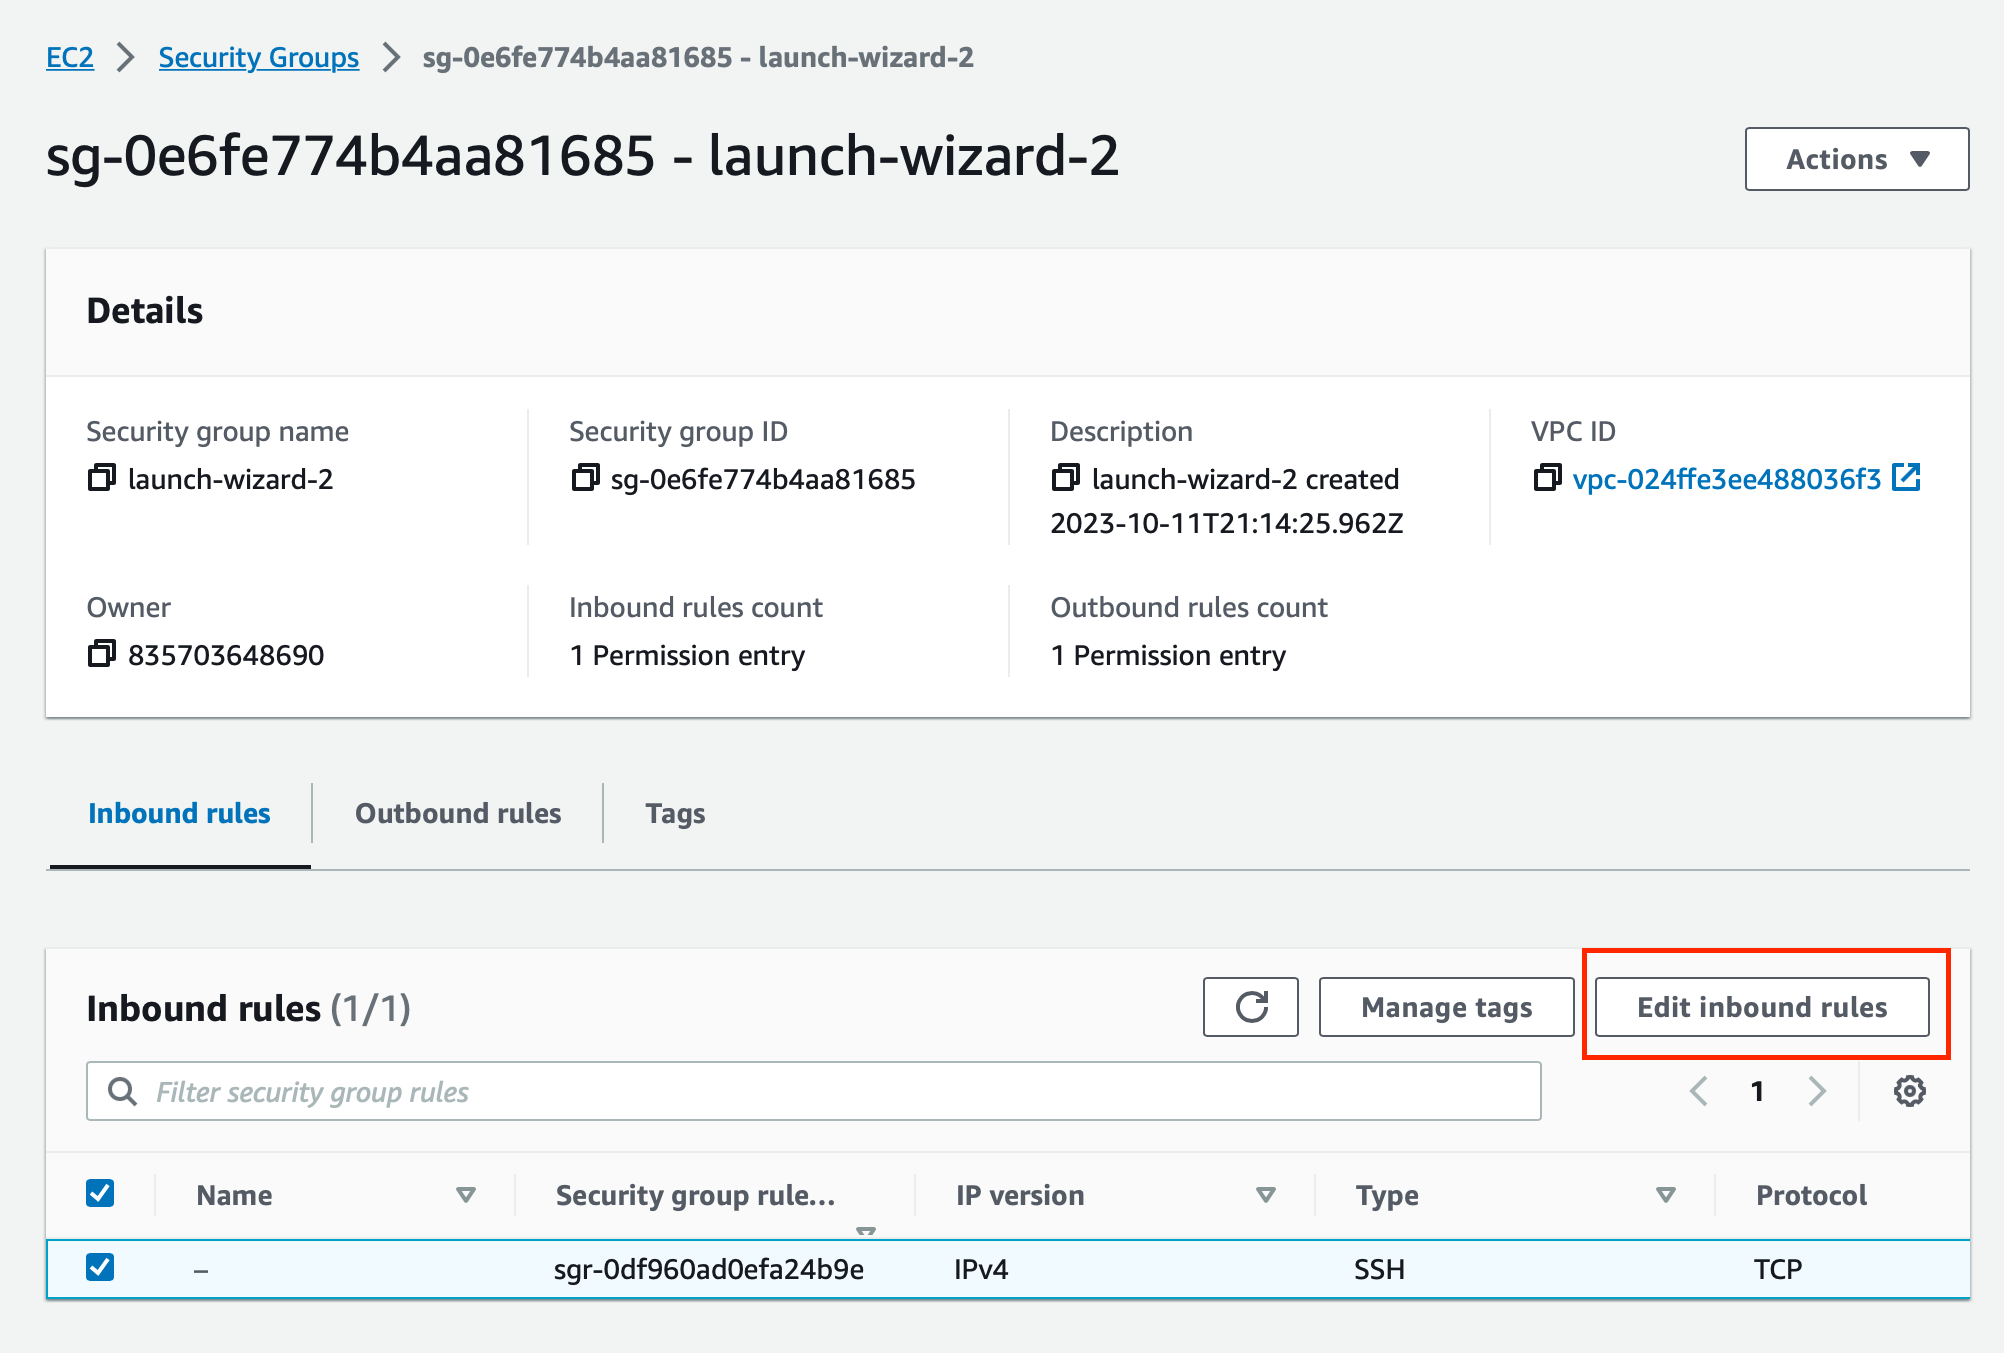 EC2 > Security Groups > sg-0e6fe774b4aa81685 - launch-wizard-2
sg-0e6fe774b4aa81685 - launch-wizard-2
Actions
Details
Security group name
launch-wizard-2
Security group ID
sg-0e6fe774b4aa81685
Description
launch-wizard-2 created
2023-10-11T21:14:25.962Z
VPC ID
vpc-024ffe3ee488036f3
Owner
835703648690
Inbound rules count
1 Permission entry
Outbound rules count
1 Permission entry
Inbound rules Outbound rules Tags
Inbound rules (1/1)
Manage tags
Edit inbound rules
Filter security group rules
1
Name Security group rule... IP version Type Protocol
– sgr-0df960ad0efa24b9e IPv4 SSH TCP